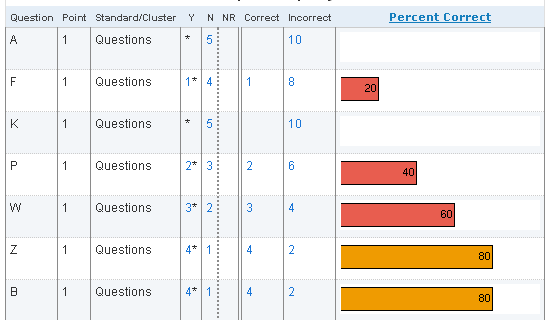 Question Point Standard/Cluster Y N NR Correct Incorrect Percent Correct
A 1 Questions * 5 10
F 1 Questions 1* 4 1 8 20
K 1 Questions * 5 10
P 1 Questions 2* 3 2 6 40
W 1 Questions 3* 2 3 4 60
Z 1 Questions 4* 1 4 2 80
B 1 Questions 4* 1 4 2 80